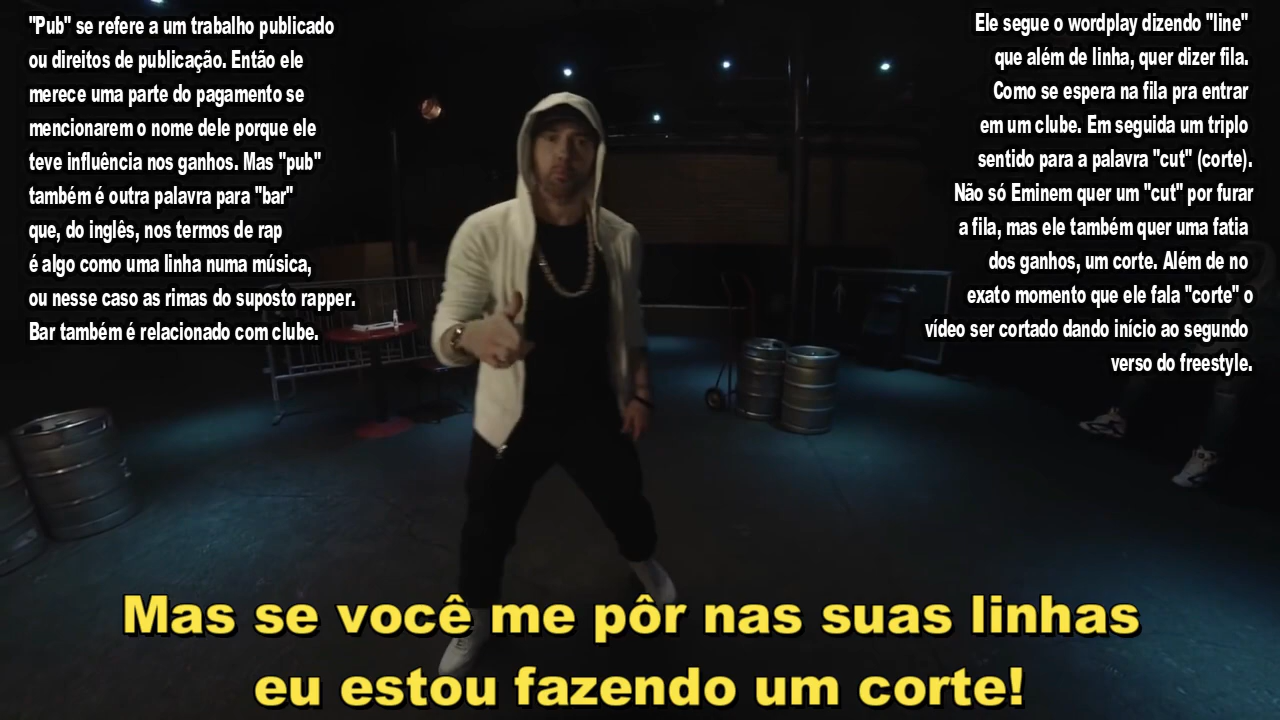 "Pub" se refere a um trabalho publicado
ou direitos de publicação. Então ele
merece uma parte do pagamento se
mencionarem o nome dele porque ele
teve influência nos ganhos. Mas "pub"
também é outra palavra para "bar"
que, do inglês, nos termos de rap
é algo como uma linha numa música,
ou nesse caso as rimas do suposto rapper.
Bar também é relacionado com clube.
Ele segue o wordplay dizendo "line"
que além de linha, quer dizer fila.
Como se espera na fila pra entrar
em um clube. Em seguida um triplo
sentido para a palavra "cut" (corte).
Não só Eminem quer um "cut" por furar
a fila, mas ele também quer uma fatia
dos ganhos, um corte. Além de no
exato momento que ele fala "corte" o
vídeo ser cortado dando início ao segundo
verso do freestyle.
Mas se você me pôr nas suas linhas
eu estou fazendo um corte!